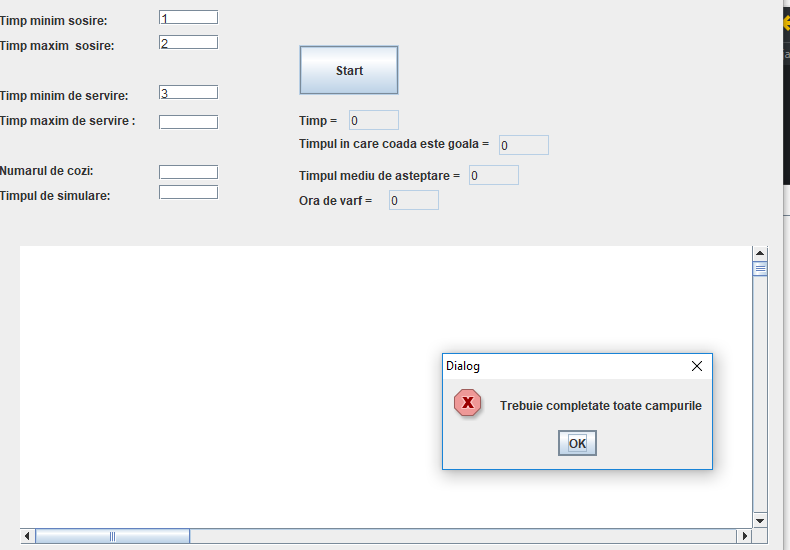 Timp minim sosire: 1
Timp maxim sosire: 2
Start
Timp minim de servire: 3
Timp maxim de servire :
Timp = 0
Timpul in care coada este goala = 0
Numarul de cozi:
Timpul mediu de asteptare = 0
Timpul de simulare:
Ora de varf = 0
Dialog
Trebuie completate toate campurile
OK